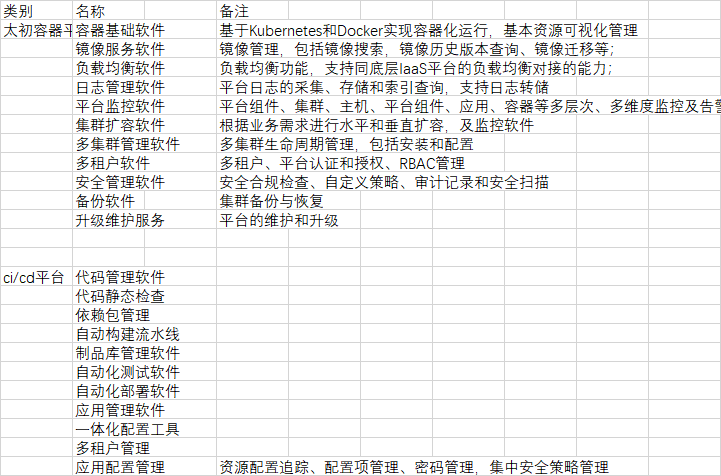 类别 名称 备注
太初容器平 容器基础软件 基于Kubernetes和Docker实现容器化运行，基本资源可视化管理
镜像服务软件 镜像管理，包括镜像搜索，镜像历史版本查询、镜像迁移等；
负载均衡软件 负载均衡功能，支持同底层IaaS平台的负载均衡对接的能力；
日志管理软件 平台日志的采集、存储和索引查询，支持日志转储
平台监控软件 平台组件、集群、主机、平台组件、应用、容器等多层次、多维度监控及告警
集群扩容软件 根据业务需求进行水平和垂直扩容，及监控软件
多集群管理软件 多集群生命周期管理，包括安装和配置
多租户软件 多租户、平台认证和授权、RBAC管理
安全管理软件 安全合规检查、自定义策略、审计记录和安全扫描
备份软件 集群备份与恢复
升级维护服务 平台的维护和升级
ci/cd平台 代码管理软件
代码静态检查
依赖包管理
自动构建流水线
制品库管理软件
自动化测试软件
自动化部署软件
应用管理软件
一体化配置工具
多租户管理
应用配置管理 资源配置追踪、配置项管理、密码管理，集中安全策略管理